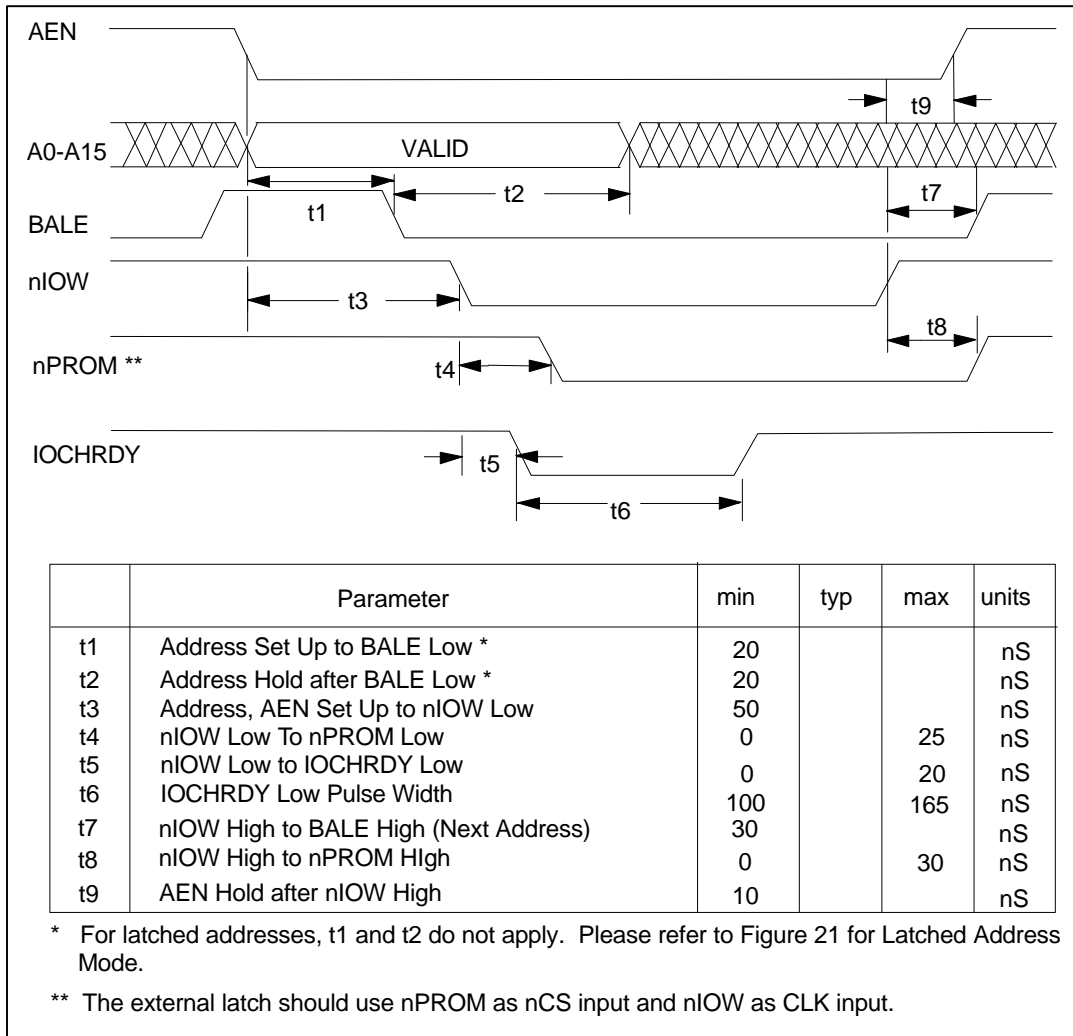 AEN
t9
A0-A15
VALID
t1
t2
t7
BALE
nIOW
t3
t8
nPROM **
t4
IOCHRDY
t5
t6
Parameter min typ max units
t1 Address Set Up to BALE Low * 20 nS
t2 Address Hold after BALE Low * 20 nS
t3 Address, AEN Set Up to nIOW Low 50 nS
t4 nIOW Low To nPROM Low 0 25 nS
t5 nIOW Low to IOCHRDY Low 0 20 nS
t6 IOCHRDY Low Pulse Width 100 165 nS
t7 nIOW High to BALE High (Next Address) 30 nS
t8 nIOW High to nPROM HIgh 0 30 nS
t9 AEN Hold after nIOW High 10 nS
* For latched addresses, t1 and t2 do not apply. Please refer to Figure 21 for Latched Address
Mode.
** The external latch should use nPROM as nCS input and nIOW as CLK input.